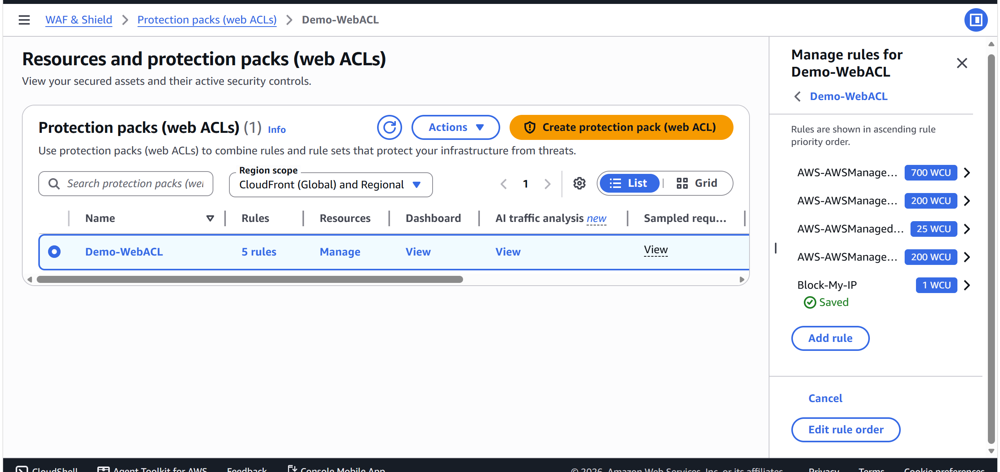 WAF & Shield > Protection packs (web ACLs) > Demo-WebACL
Resources and protection packs (web ACLs)
View your secured assets and their active security controls.
Protection packs (web ACLs) (1) Info
Actions
Create protection pack (web ACL)
Use protection packs (web ACLs) to combine rules and rule sets that protect your infrastructure from threats.
Search protection packs (we
Region scope
CloudFront (Global) and Regional
1
List
Grid
Name Rules Resources Dashboard AI traffic analysis new Sampled requ...
Demo-WebACL 5 rules Manage View View View
Manage rules for
Demo-WebACL
Demo-WebACL
Rules are shown in ascending rule
priority order.
AWS-AWSManage... 700 WCU
AWS-AWSManage... 200 WCU
AWS-AWSManaged... 25 WCU
AWS-AWSManage... 200 WCU
Block-My-IP 1 WCU
Saved
Add rule
Cancel
Edit rule order
CloudShell Agent Toolkit for AWS Feedback Console Mobile App © 2026, Amazon Web Services, Inc. or its affiliates. Privacy Terms Cookie preferences